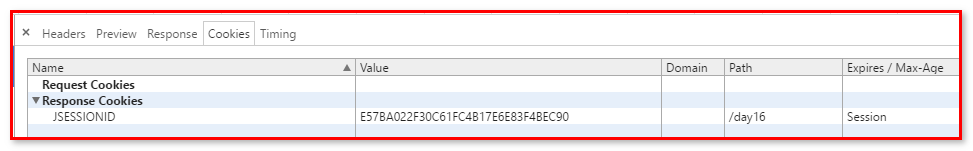 × Headers Preview Response Cookies Timing
Name Value Domain Path Expires / Max-Age
Request Cookies
Response Cookies
JSESSIONID E57BA022F30C61FC4B17E6E83F4BEC90 /day16 Session